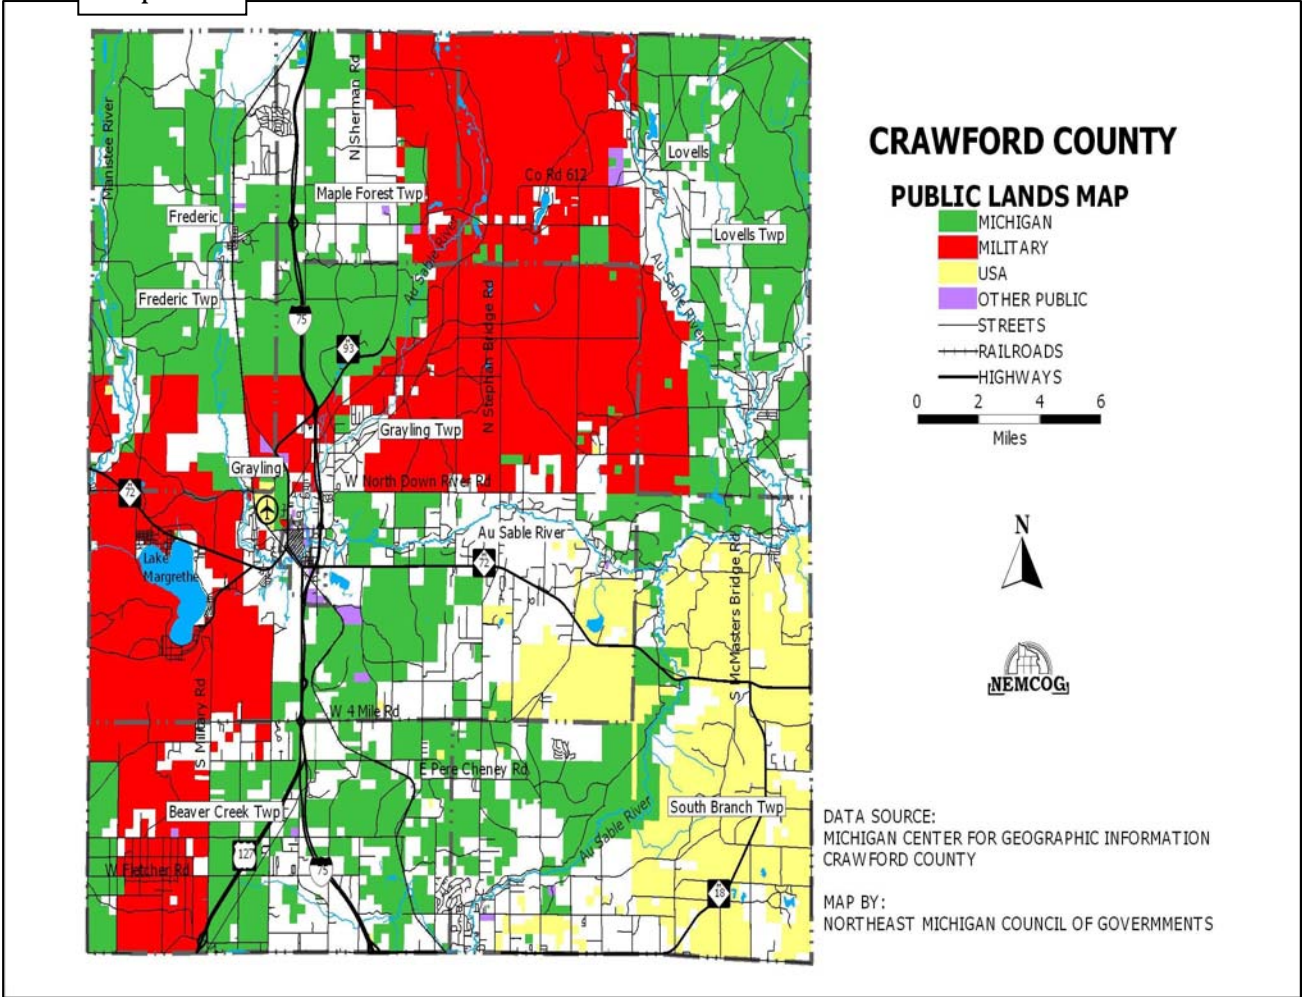 CRAWFORD COUNTY
PUBLIC LANDS MAP
MICHIGAN
MILITARY
USA
OTHER PUBLIC
STREETS
RAILROADS
HIGHWAYS
0 2 4 6
Miles
N
NEMCOG
DATA SOURCE:
MICHIGAN CENTER FOR GEOGRAPHIC INFORMATION
CRAWFORD COUNTY
MAP BY:
NORTHEAST MICHIGAN COUNCIL OF GOVERMMENTS
Manistee River
N Sherman Rd
Lovells
Co Rd 612
Maple Forest Twp
Frederic
Lovells Twp
Au Sable River
Au Sable River
Frederic Twp
75
M
93
N Stephan Bridge Rd
Grayling Twp
Grayling
W North Down River Rd
M
72
Au Sable River
M
72
Lake
Margrethe
S McMasters Bridge Rd
S Military Rd
W 4 Mile Rd
E Pere Cheney Rd
Beaver Creek Twp
South Branch Twp
Au Sable River
127
75
W Fletcher Rd
M
18